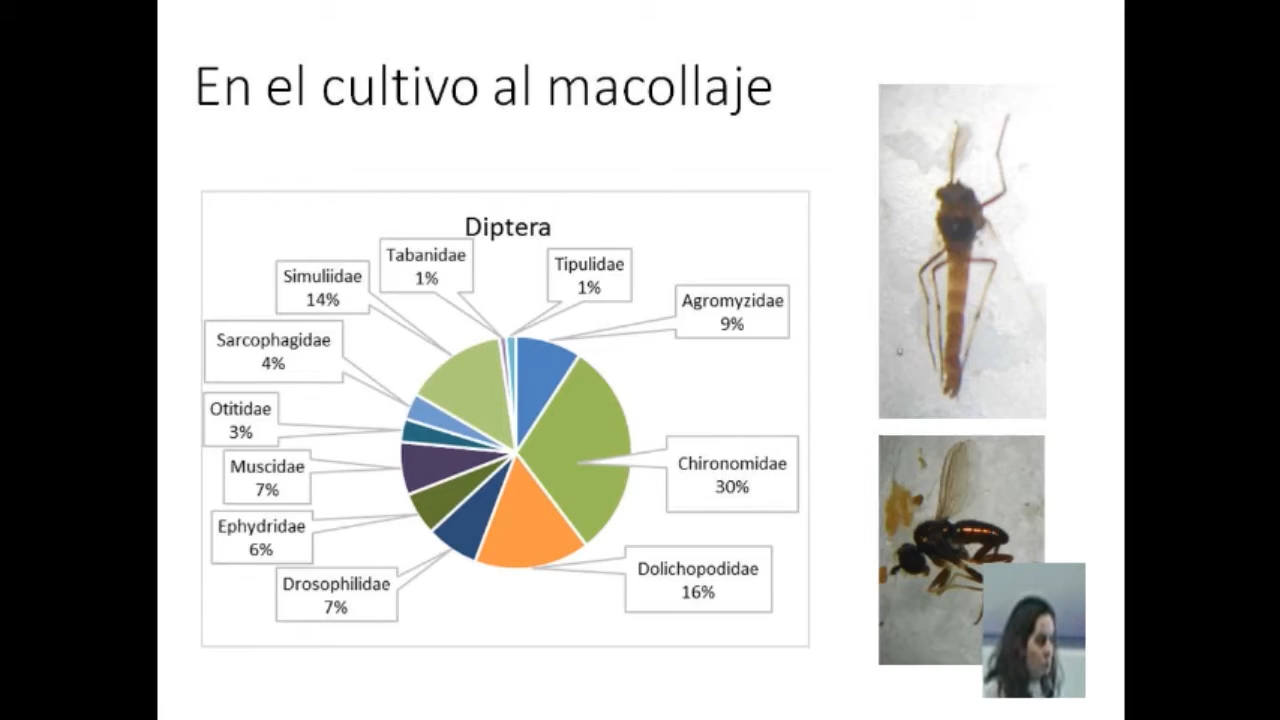 En el cultivo al macollaje
Diptera
Tabanidae
1%
Tipulidae
1%
Simuliidae
14%
Agromyzidae
9%
Sarcophagidae
4%
Otitidae
3%
Chironomidae
30%
Muscidae
7%
Ephydridae
6%
Dolichopodidae
16%
Drosophilidae
7%